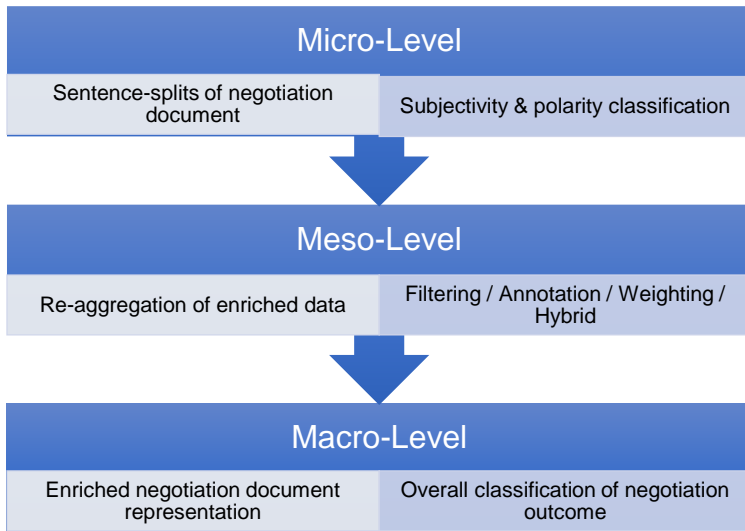 Micro-Level
Sentence-splits of negotiation
document
Subjectivity & polarity classification
Meso-Level
Re-aggregation of enriched data
Filtering / Annotation / Weighting /
Hybrid
Macro-Level
Enriched negotiation document
representation
Overall classification of negotiation
outcome